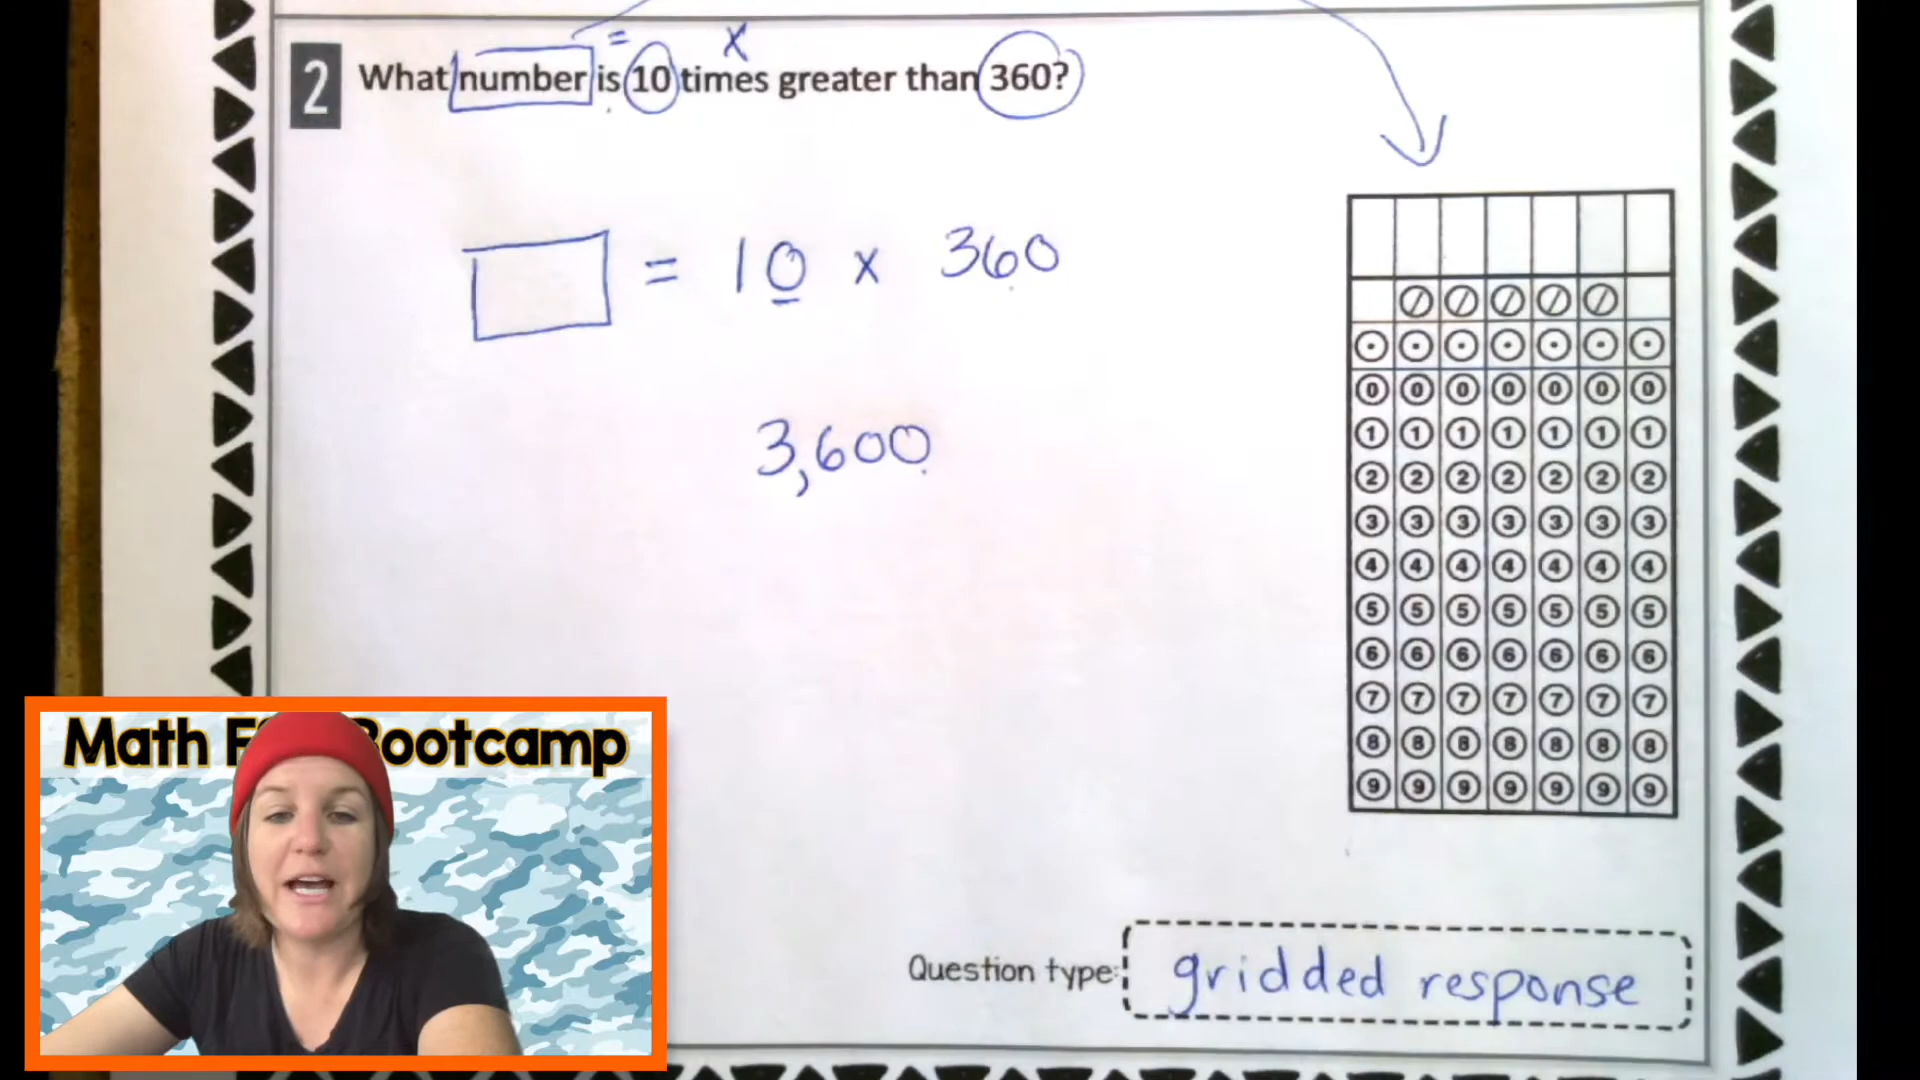 2 What number is 10 times greater than 360?
= x
☐ = 10 x 360
3,600
0 0 0 0 0 0 0
1 1 1 1 1 1 1
2 2 2 2 2 2 2
3 3 3 3 3 3 3
4 4 4 4 4 4 4
5 5 5 5 5 5 5
6 6 6 6 6 6 6
7 7 7 7 7 7 7
8 8 8 8 8 8 8
9 9 9 9 9 9 9
Question type: gridded response
Math Bootcamp